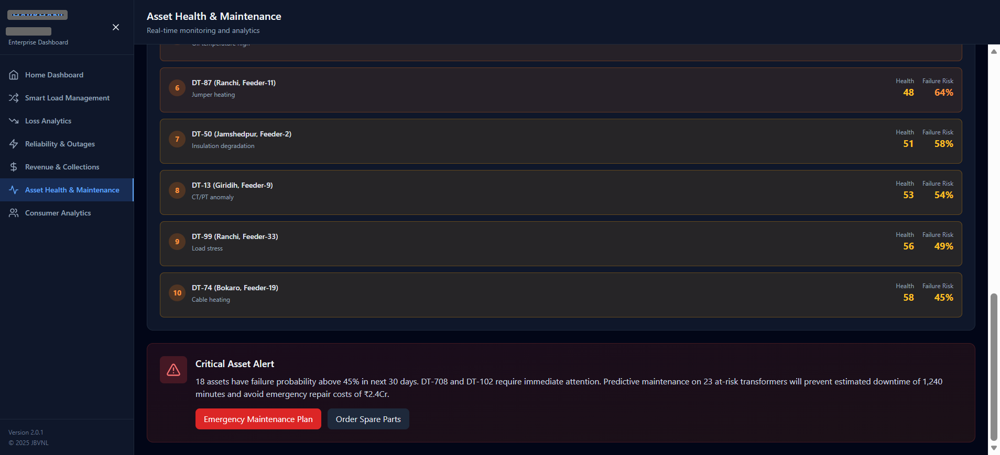 Enterprise Dashboard
Home Dashboard
Smart Load Management
Loss Analytics
Reliability & Outages
Revenue & Collections
Asset Health & Maintenance
Consumer Analytics
Version 2.0.1
© 2025 JBVNL
Asset Health & Maintenance
Real-time monitoring and analytics
Oil temperature high
6
DT-87 (Ranchi, Feeder-11)
Jumper heating
Health Failure Risk
48 64%
7
DT-50 (Jamshedpur, Feeder-2)
Insulation degradation
Health Failure Risk
51 58%
8
DT-13 (Giridih, Feeder-9)
CT/PT anomaly
Health Failure Risk
53 54%
9
DT-99 (Ranchi, Feeder-33)
Load stress
Health Failure Risk
56 49%
10
DT-74 (Bokaro, Feeder-19)
Cable heating
Health Failure Risk
58 45%
Critical Asset Alert
18 assets have failure probability above 45% in next 30 days. DT-708 and DT-102 require immediate attention. Predictive maintenance on 23 at-risk transformers will prevent estimated downtime of 1,240
minutes and avoid emergency repair costs of ₹2.4Cr.
Emergency Maintenance Plan
Order Spare Parts